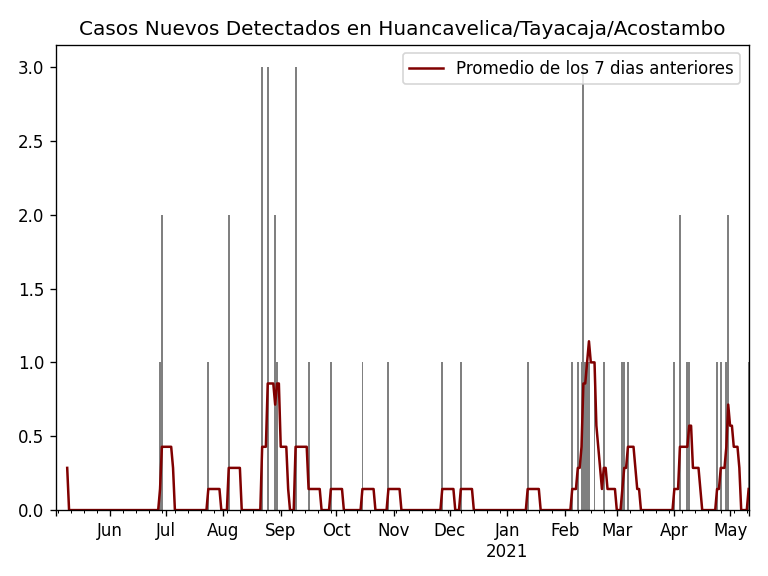 Casos Nuevos Detectados en Huancavelica/Tayacaja/Acostambo
Promedio de los 7 dias anteriores
3.0
2.5
2.0
1.5
1.0
0.5
0.0
Jun Jul Aug Sep Oct Nov Dec Jan Feb Mar Apr May
2021